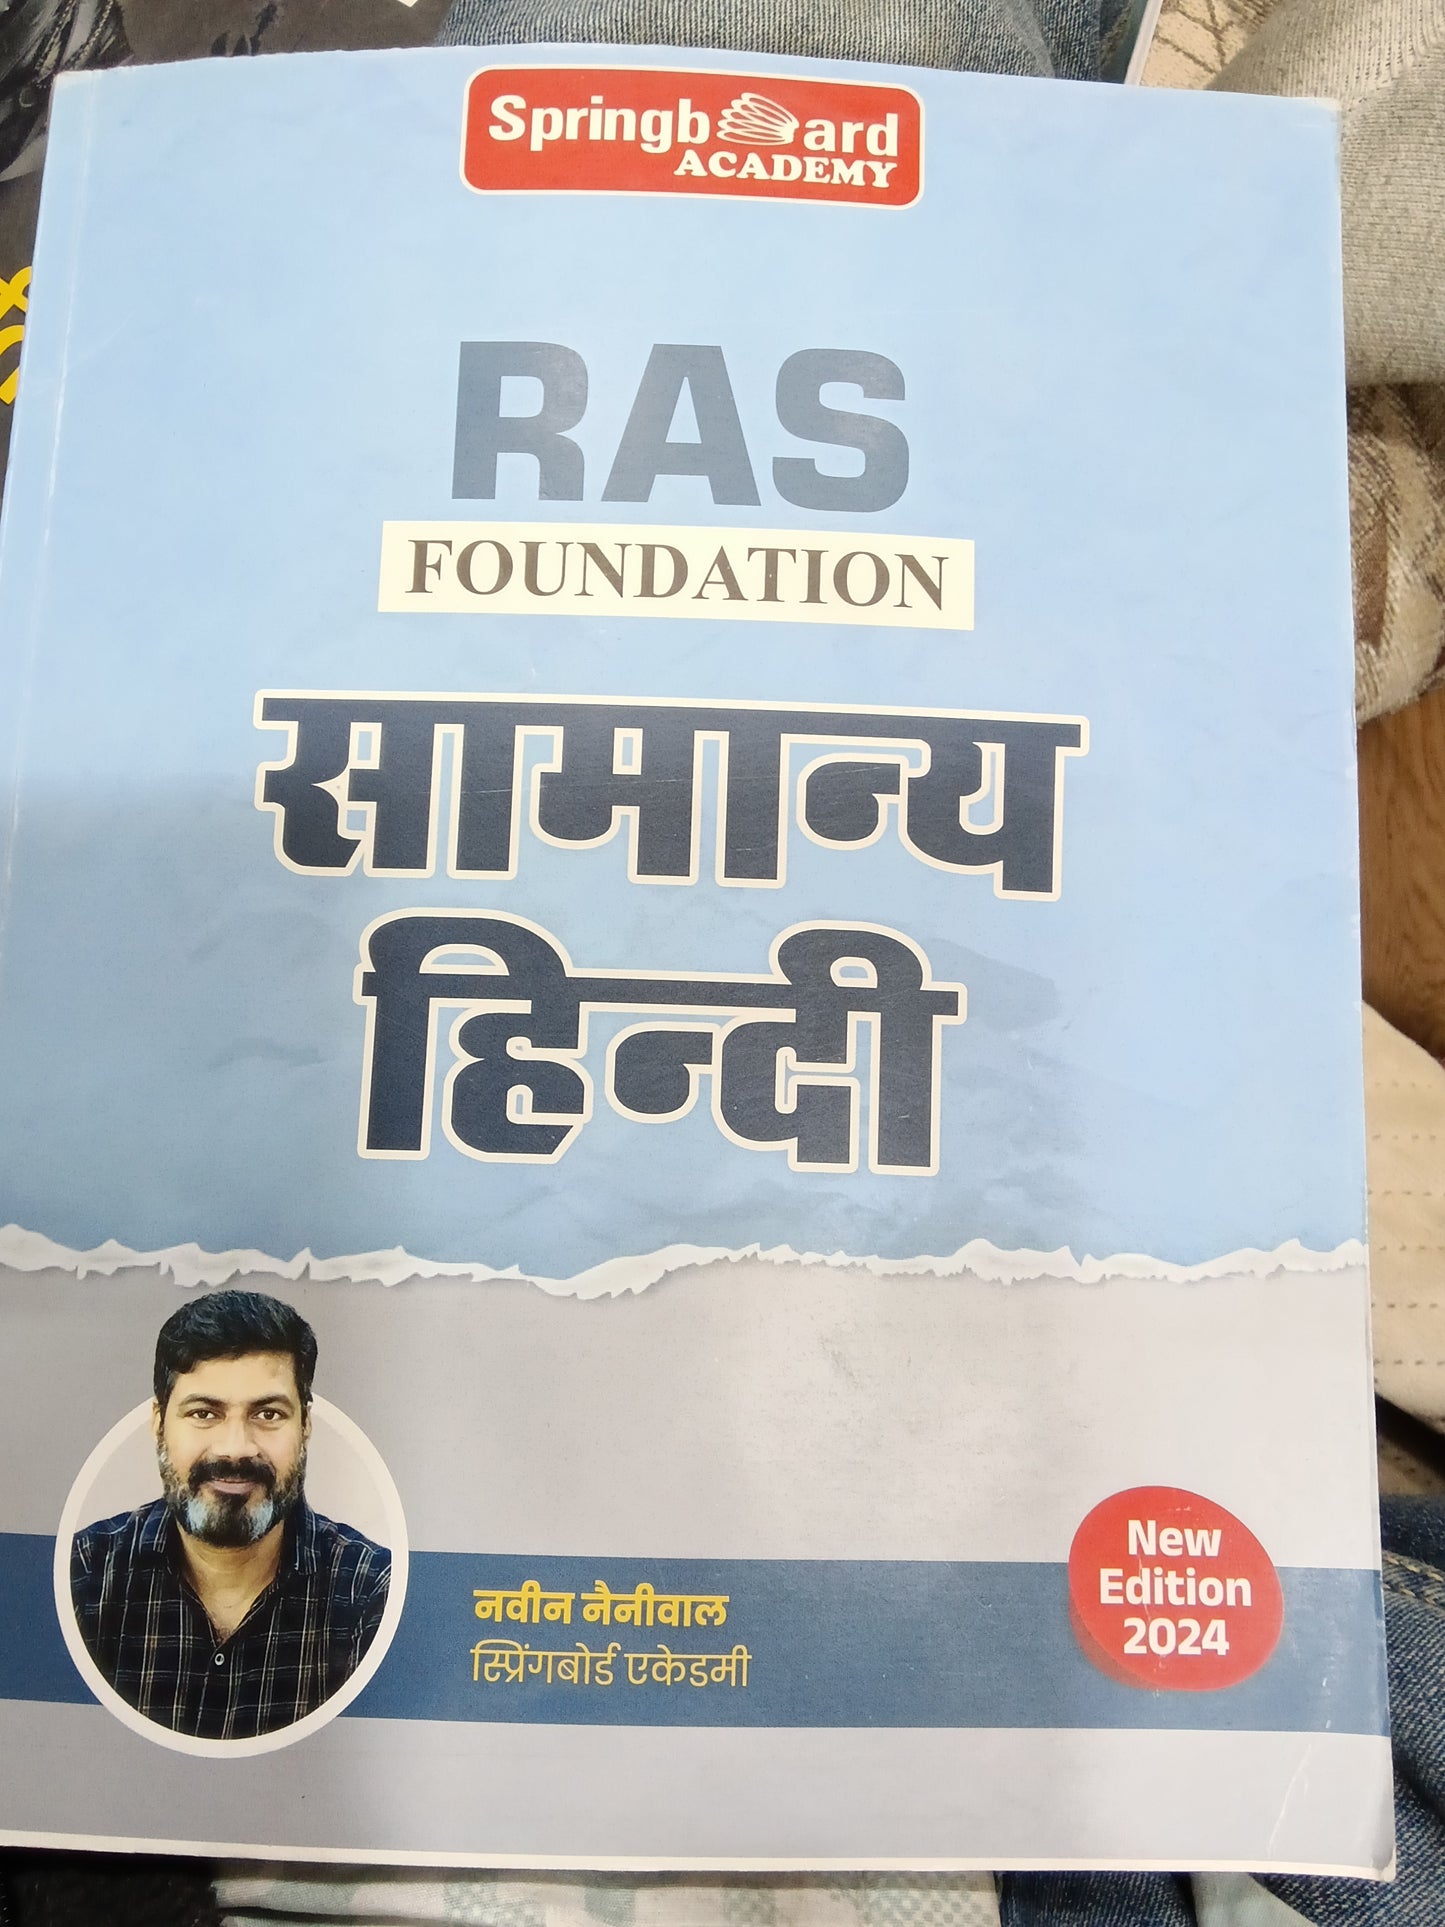 Springboard
ACADEMY
RAS
FOUNDATION
सामान्य
हिन्दी
नवीन नैनीवाल
स्प्रिंगबोर्ड एकेडमी
New
Edition
2024